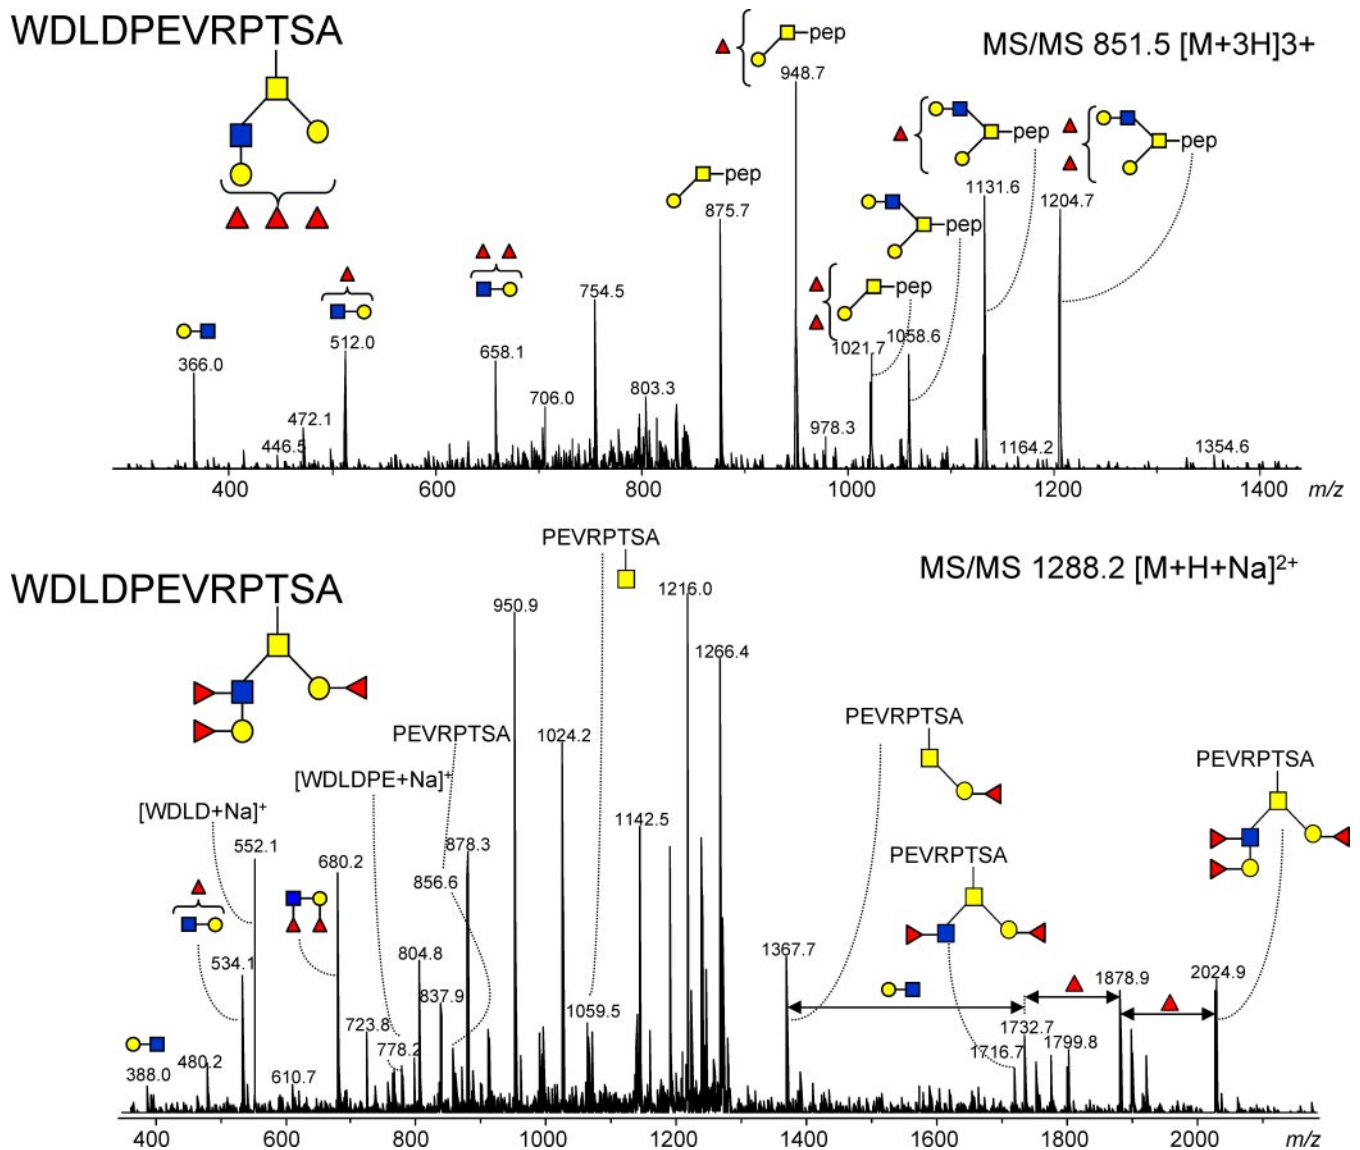 WDLDPEVRPTSA
MS/MS 851.5 [M+3H]3+
pep
948.7
pep
pep
pep
875.7
1131.6
1204.7
pep
pep
754.5
1021.7
1058.6
366.0
512.0
658.1
706.0
803.3
472.1
446.5
978.3
1164.2
1354.6
400
600
800
1000
1200
1400
m/z
PEVRPTSA
WDLDPEVRPTSA
MS/MS 1288.2 [M+H+Na]2+
950.9
1216.0
1266.4
PEVRPTSA
1024.2
PEVRPTSA
PEVRPTSA
[WDLDPE+Na]+
[WDLD+Na]+
552.1
680.2
878.3
856.6
1142.5
PEVRPTSA
534.1
804.8
837.9
1059.5
1367.7
1878.9
2024.9
723.8
778.2
480.2
388.0
610.7
1732.7
1716.7
1799.8
400
600
800
1000
1200
1400
1600
1800
2000
m/z